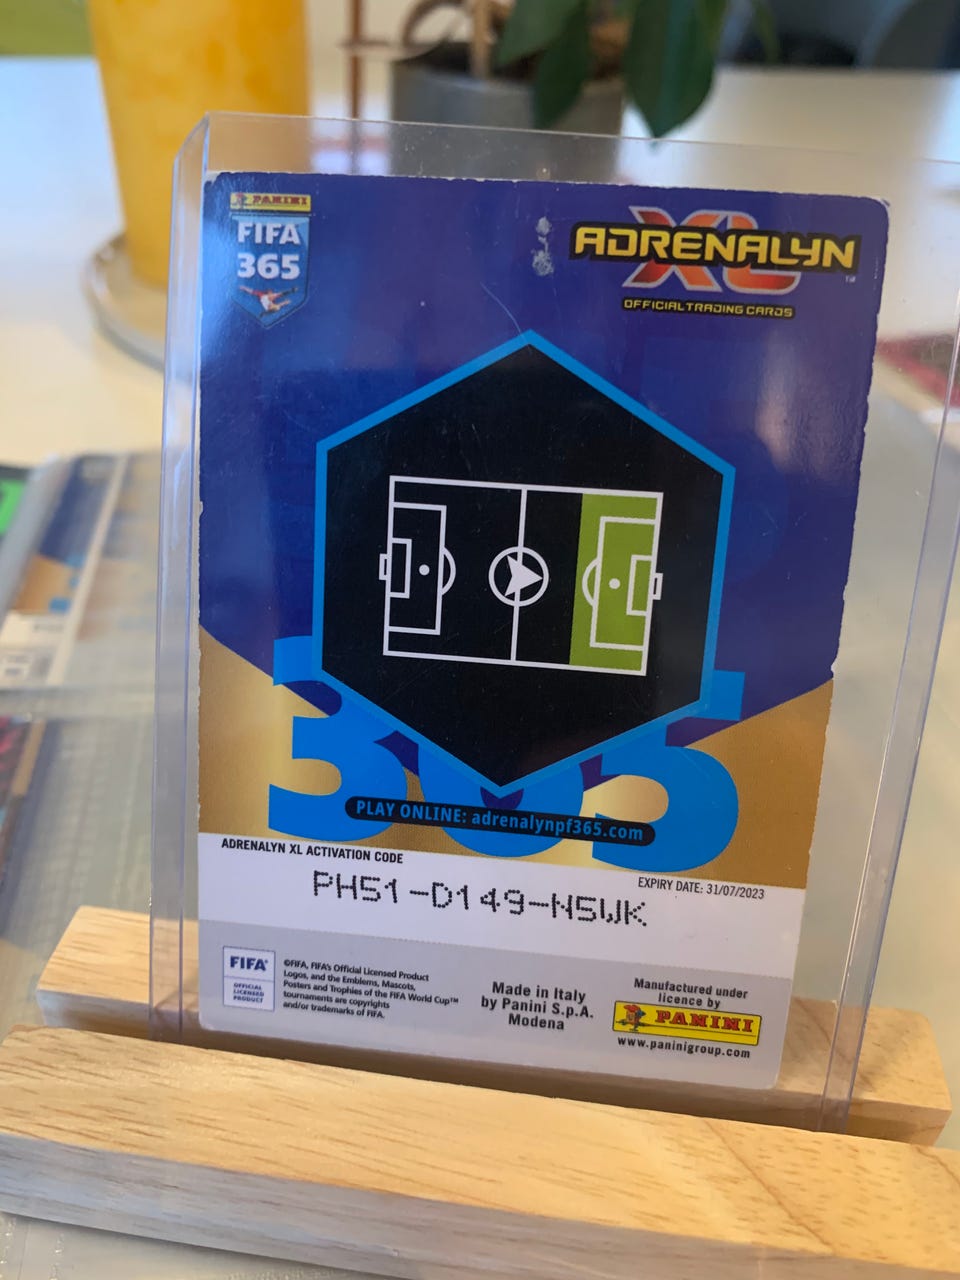 PANINI
FIFA
365
ADRENALYN
XL
™
OFFICIAL TRADING CARDS
365
PLAY ONLINE: adrenalynpf365.com
ADRENALYN XL ACTIVATION CODE
EXPIRY DATE: 31/07/2023
PH51-D149-N5WK
FIFA®
OFFICIAL
LICENSED
PRODUCT
©FIFA, FIFA's Official Licensed Product
Logos, and the Emblems, Mascots,
Posters and Trophies of the FIFA World Cup™
tournaments are copyrights
and/or trademarks of FIFA.
Made in Italy
by Panini S.p.A.
Modena
Manufactured under
licence by
PANINI
www.paninigroup.com